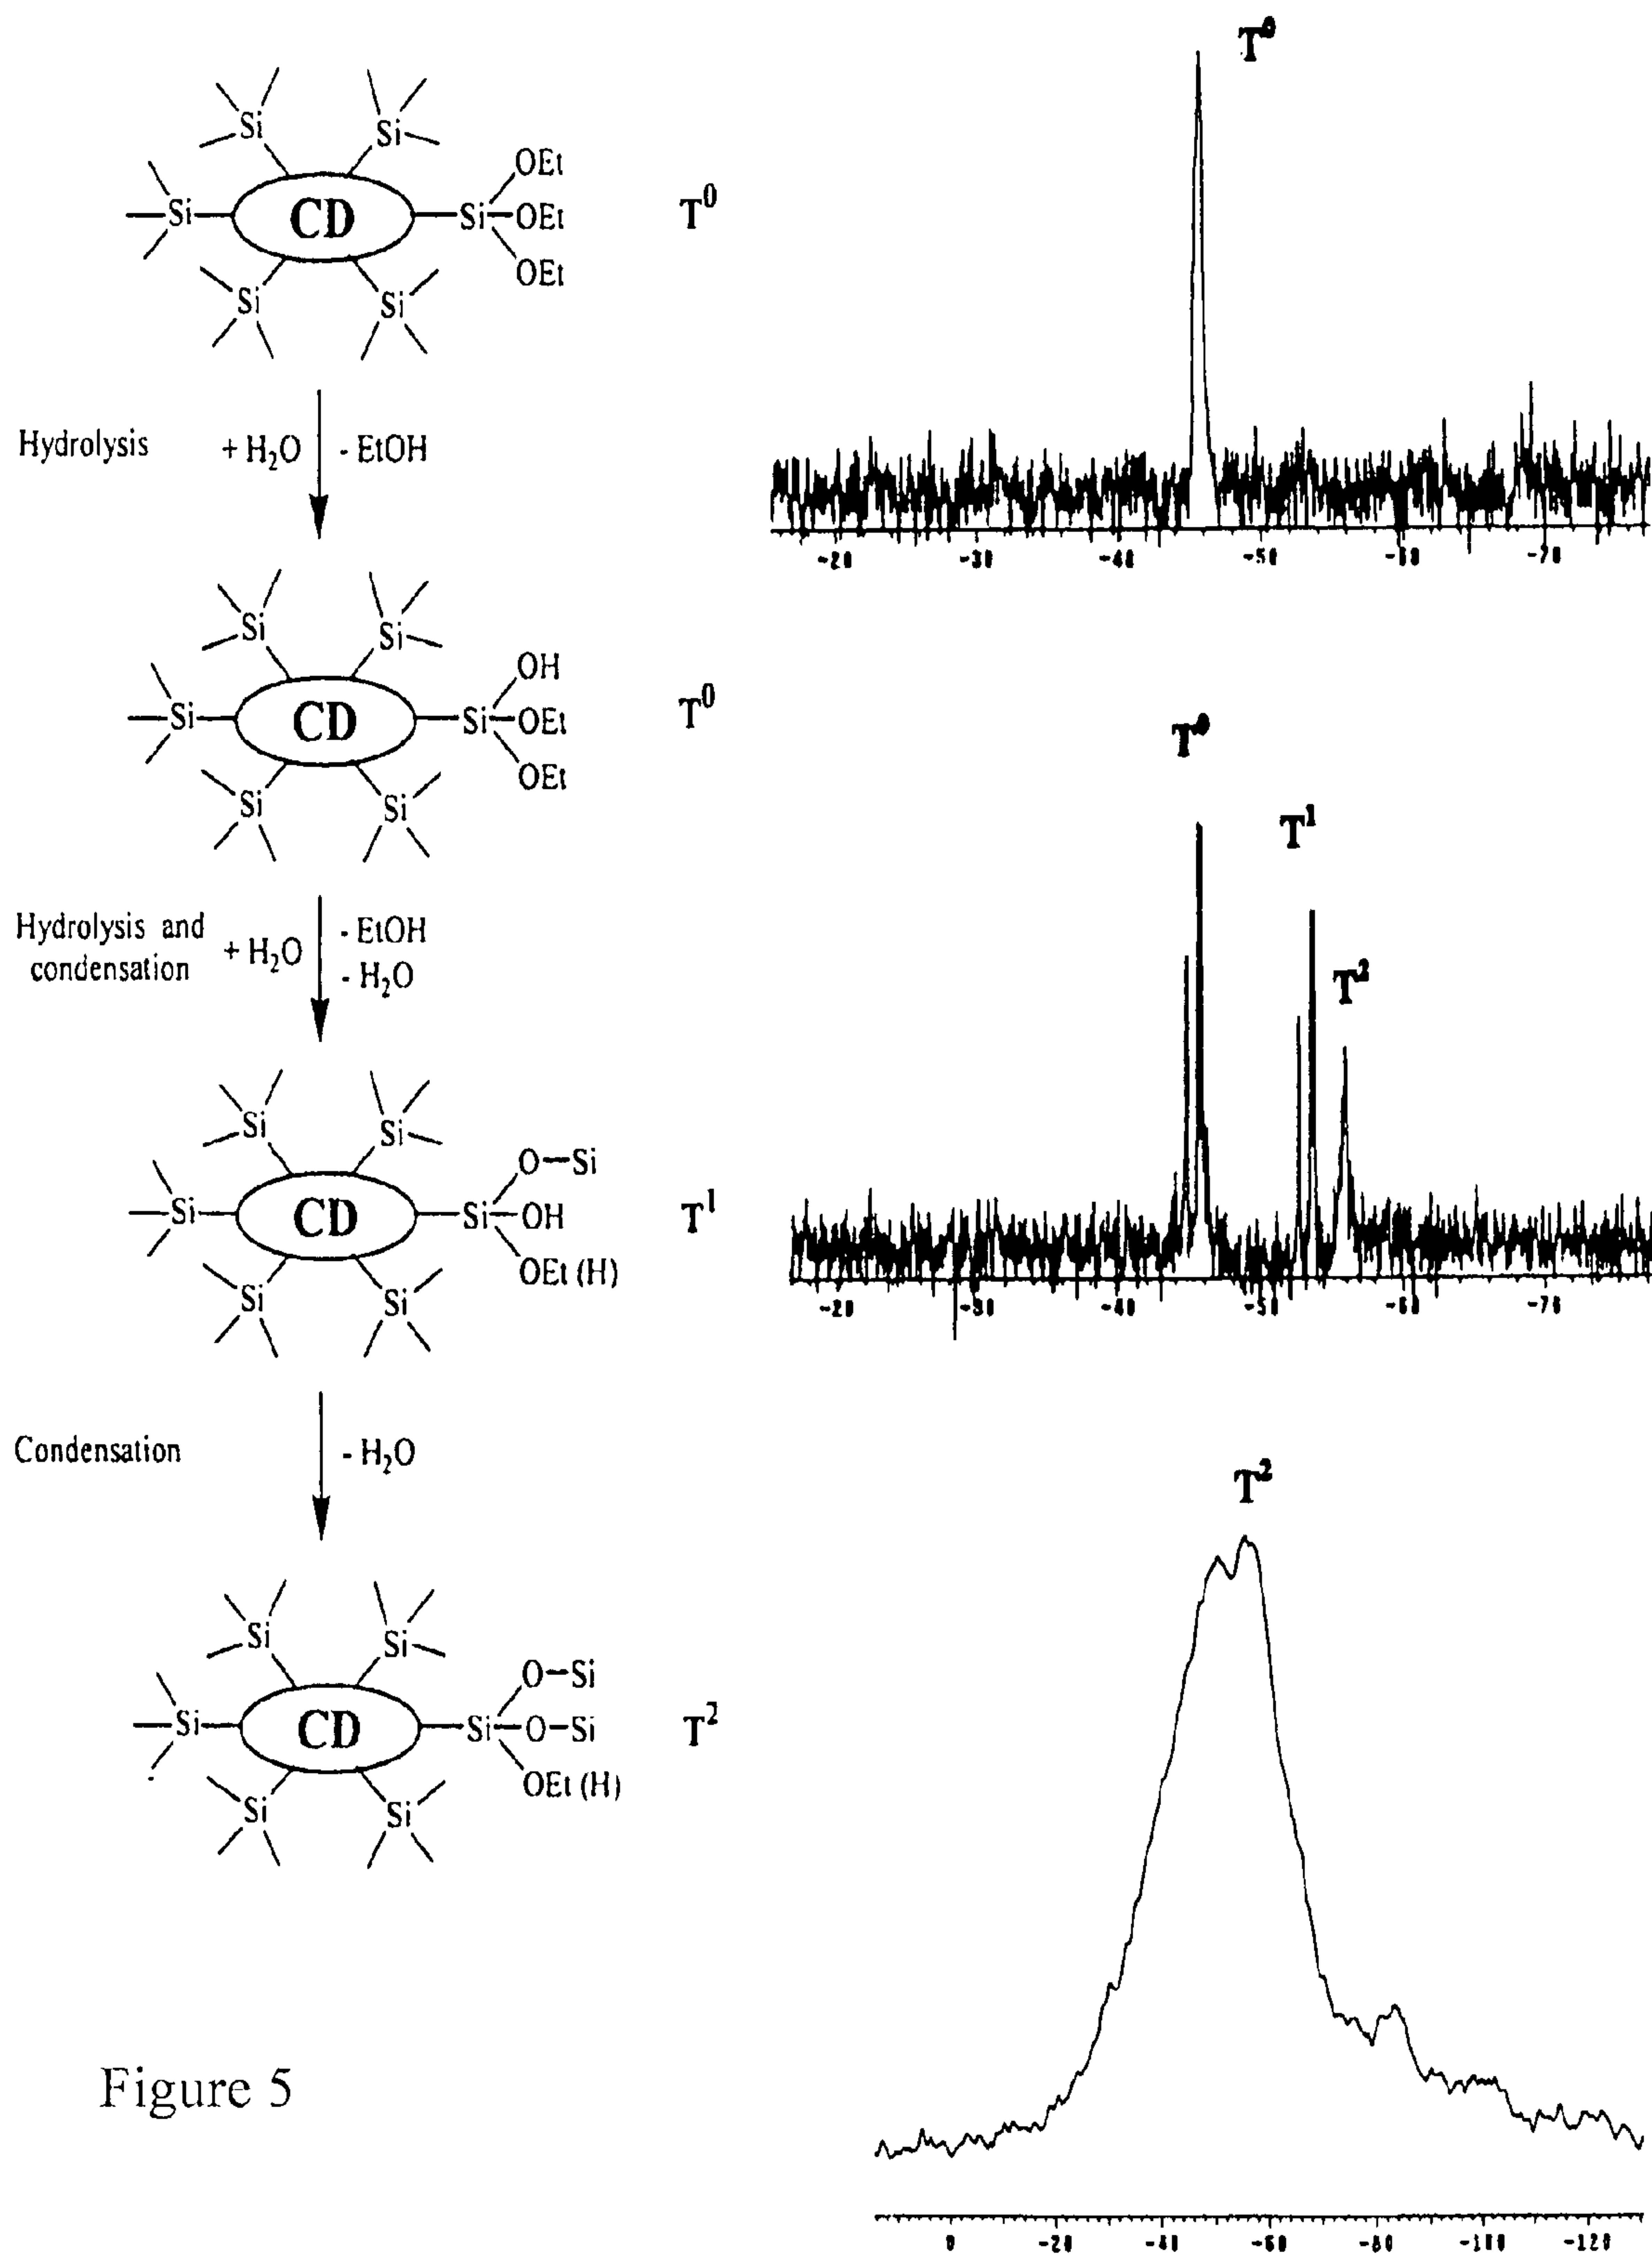 T⁰
Si
Si
OEt
Si
CD
Si
OEt
T⁰
OEt
Si
Si
Hydrolysis
+ H₂O
- EtOH
-20
-30
-40
-50
-60
-70
Si
Si
OH
Si
CD
Si
OEt
T⁰
OEt
Si
Si
T⁰
T¹
T²
Hydrolysis and
condensation
+ H₂O
- EtOH
- H₂O
Si
Si
O-Si
Si
CD
Si
OH
T¹
OEt (H)
Si
Si
-20
-30
-40
-50
-60
-70
Condensation
- H₂O
T²
Si
Si
O-Si
Si
CD
Si
O-Si
T²
OEt (H)
Si
Si
Figure 5
0
-20
-40
-60
-80
-100
-120